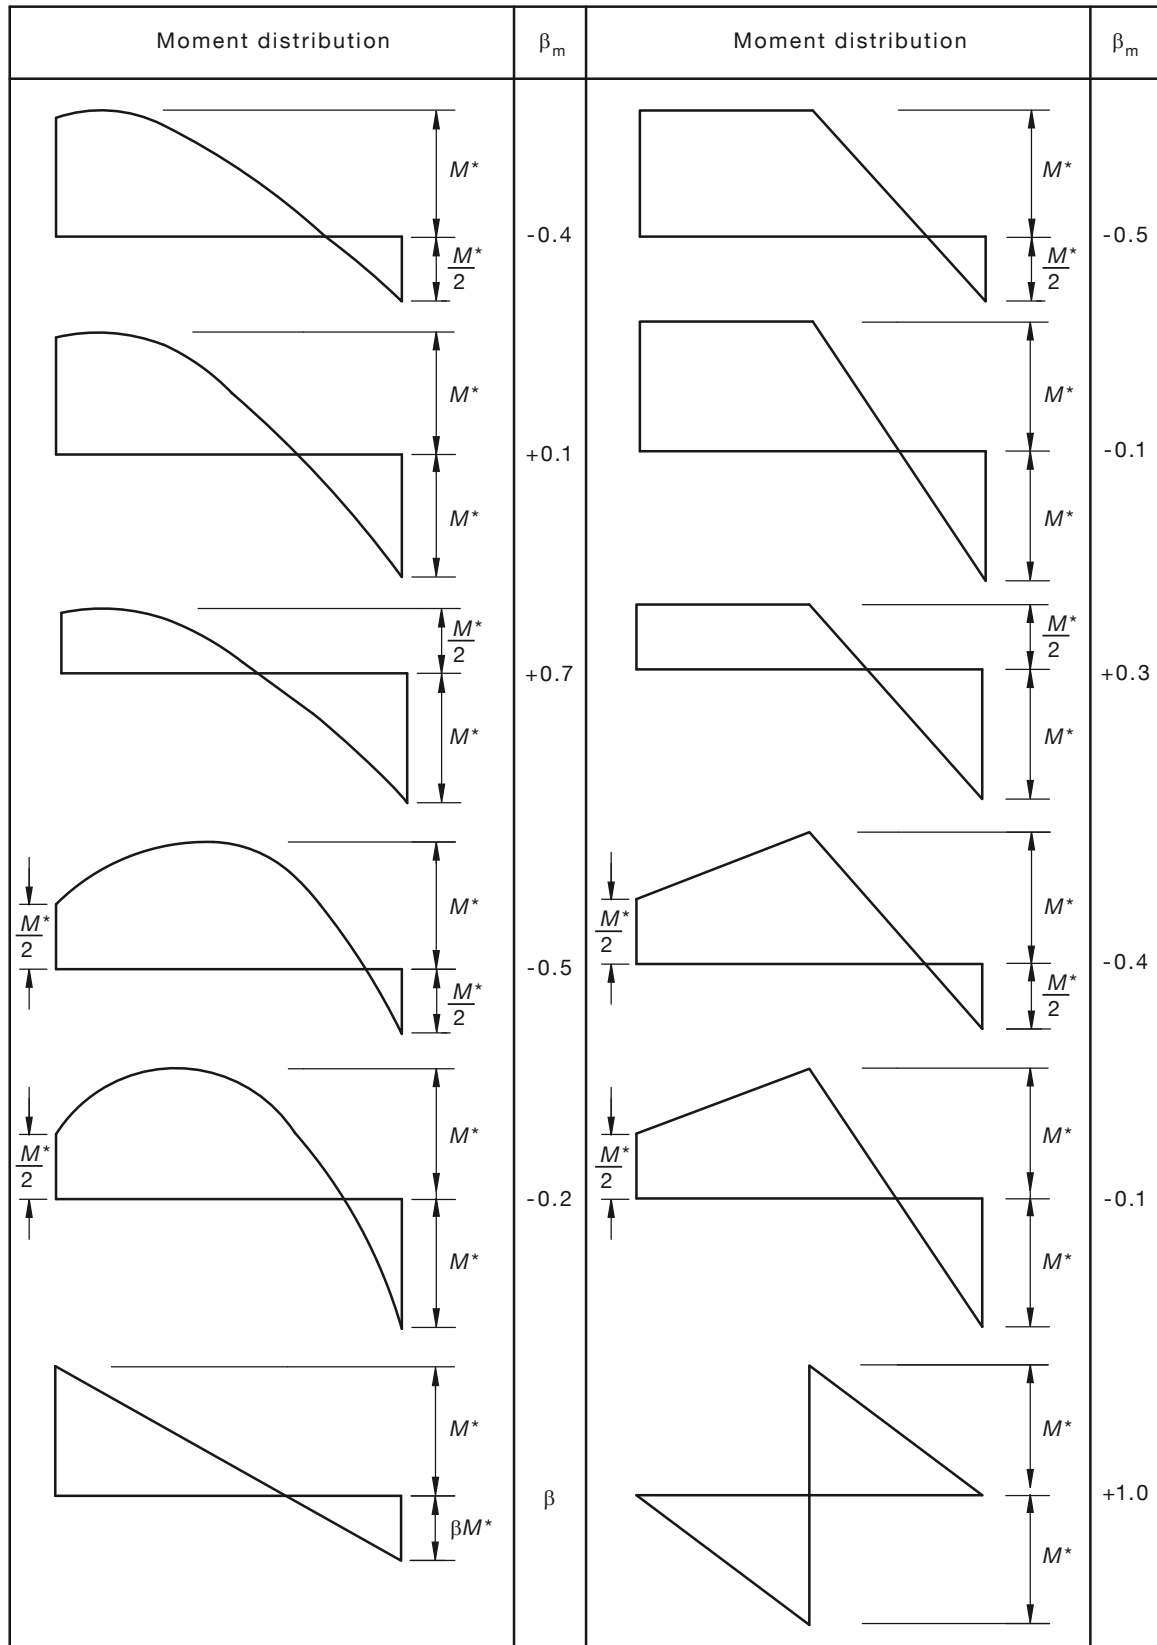 Moment distribution βm Moment distribution βm
M*
M*/2
-0.4
M*
M*/2
-0.5
M*
M*
+0.1
M*
M*
-0.1
M*/2
M*
+0.7
M*/2
M*
+0.3
M*/2
M*
M*/2
-0.5
M*/2
M*
M*/2
-0.4
M*/2
M*
M*
-0.2
M*/2
M*
M*
-0.1
M*
βM*
β
M*
M*
+1.0